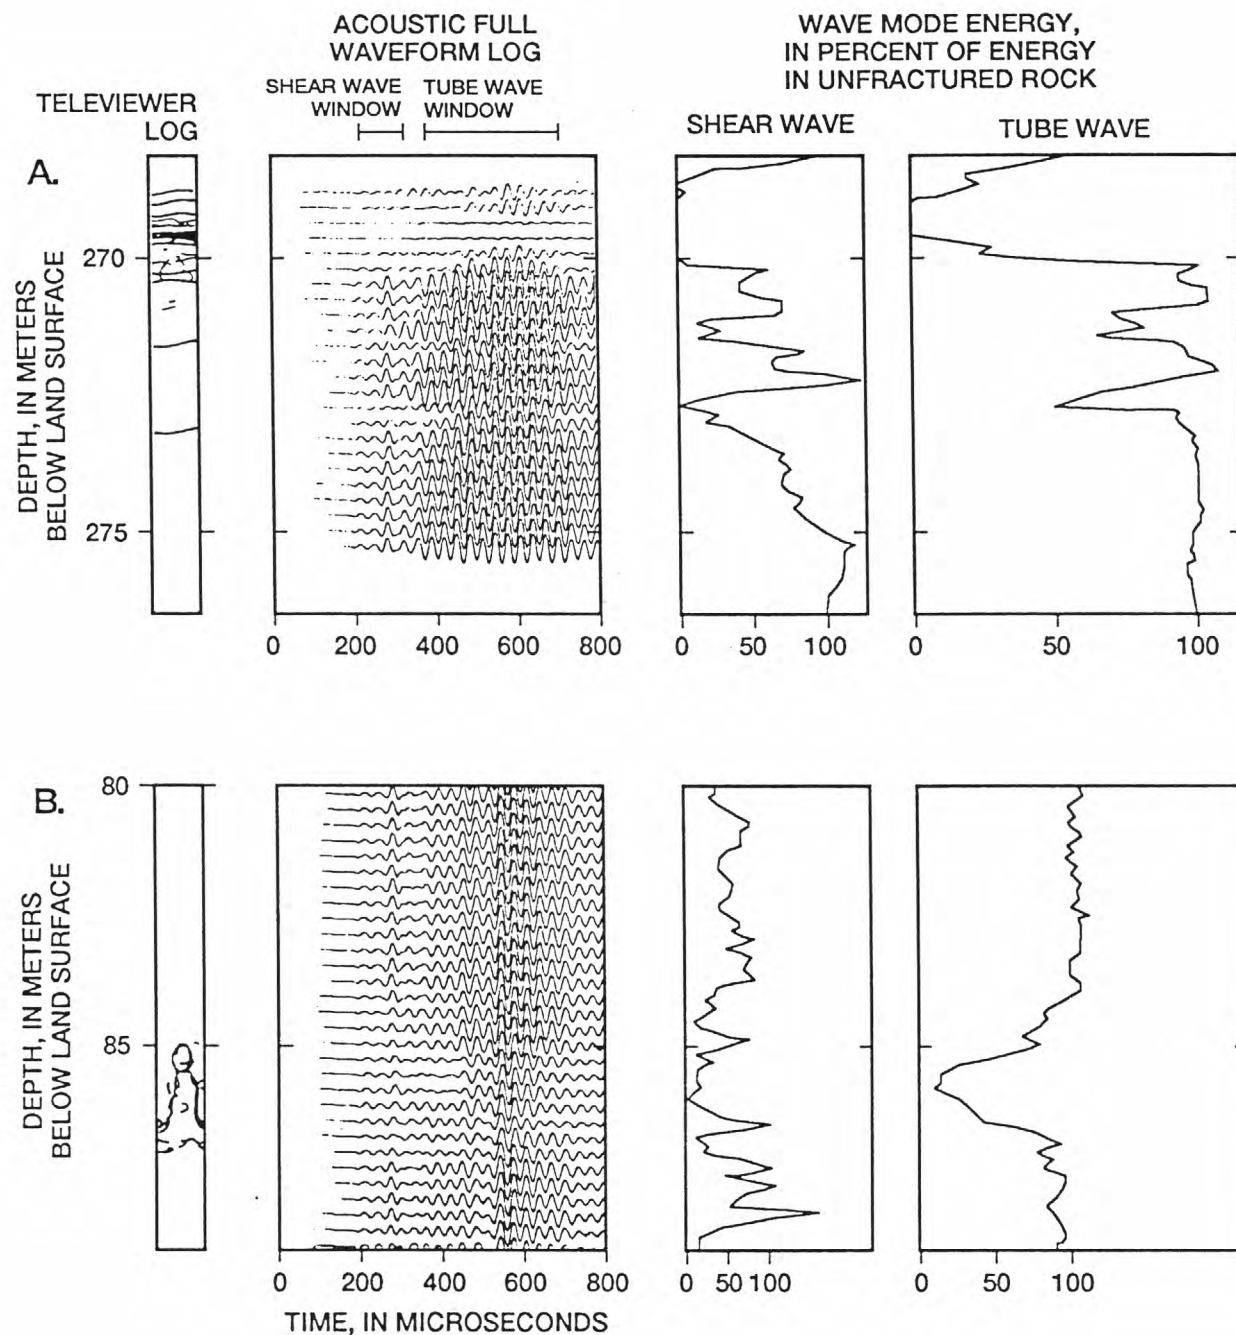 ACOUSTIC FULL
WAVEFORM LOG
WAVE MODE ENERGY,
IN PERCENT OF ENERGY
IN UNFRACTURED ROCK
SHEAR WAVE
WINDOW
TUBE WAVE
WINDOW
TELEVIEWER
LOG
SHEAR WAVE
TUBE WAVE
A.
DEPTH, IN METERS
BELOW LAND SURFACE
270
275
0 200 400 600 800
0 50 100
0 50 100
B.
DEPTH, IN METERS
BELOW LAND SURFACE
80
85
0 200 400 600 800
0 50 100
0 50 100
TIME, IN MICROSECONDS